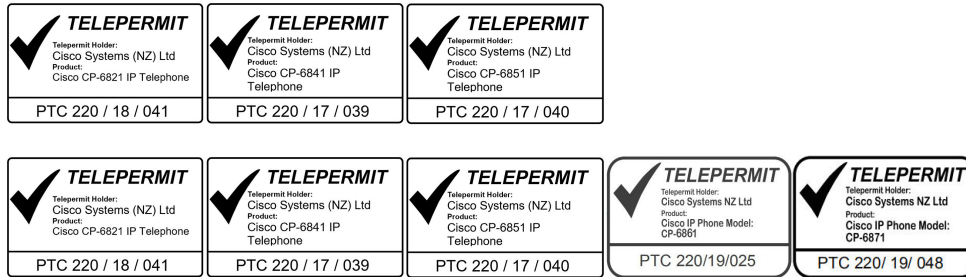 TELEPERMIT
Telepermit Holder:
Cisco Systems (NZ) Ltd
Product:
Cisco CP-6821 IP Telephone
PTC 220 / 18 / 041
TELEPERMIT
Telepermit Holder:
Cisco Systems (NZ) Ltd
Product:
Cisco CP-6841 IP
Telephone
PTC 220 / 17 / 039
TELEPERMIT
Telepermit Holder:
Cisco Systems (NZ) Ltd
Product:
Cisco CP-6851 IP
Telephone
PTC 220 / 17 / 040
TELEPERMIT
Telepermit Holder:
Cisco Systems (NZ) Ltd
Product:
Cisco CP-6821 IP Telephone
PTC 220 / 18 / 041
TELEPERMIT
Telepermit Holder:
Cisco Systems (NZ) Ltd
Product:
Cisco CP-6841 IP
Telephone
PTC 220 / 17 / 039
TELEPERMIT
Telepermit Holder:
Cisco Systems (NZ) Ltd
Product:
Cisco CP-6851 IP
Telephone
PTC 220 / 17 / 040
TELEPERMIT
Telepermit Holder:
Cisco Systems NZ Ltd
Product:
Cisco IP Phone Model:
CP-6861
PTC 220/19/025
TELEPERMIT
Telepermit Holder:
Cisco Systems NZ Ltd
Product:
Cisco IP Phone Model:
CP-6871
PTC 220/ 19/ 048